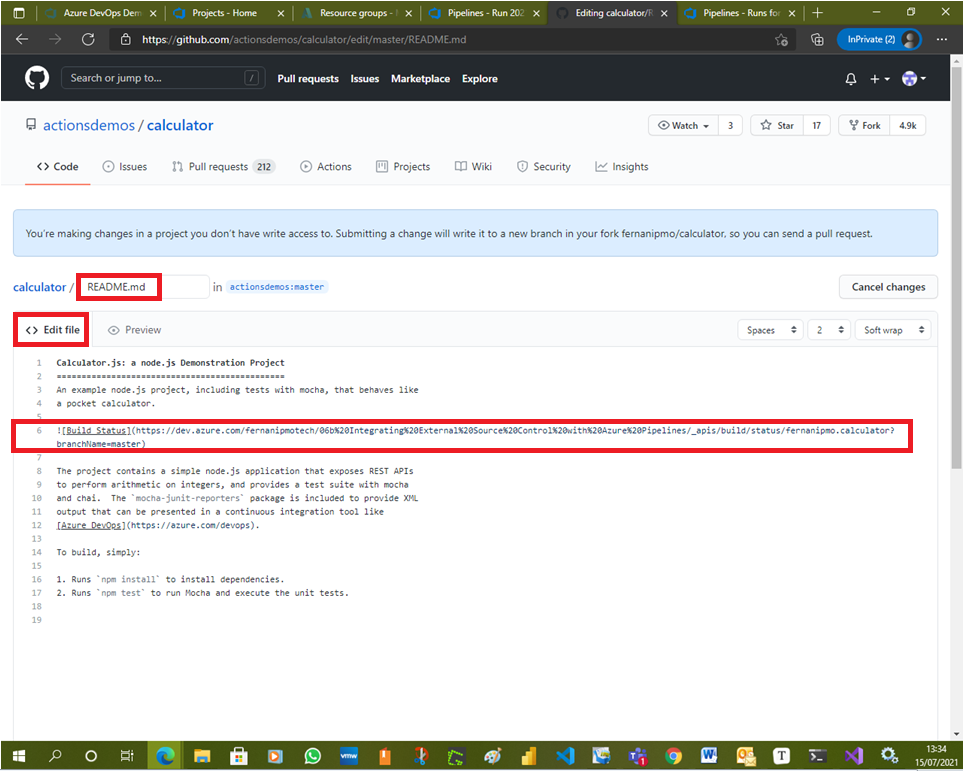 Azure DevOps Dem
Projects - Home
Resource groups -
Pipelines - Run 202
Editing calculator/R
Pipelines - Runs for
https://github.com/actionsdemos/calculator/edit/master/README.md
InPrivate (2)
Search or jump to...
/
Pull requests
Issues
Marketplace
Explore
actionsdemos / calculator
Watch
3
Star
17
Fork
4.9k
Code
Issues
Pull requests 212
Actions
Projects
Wiki
Security
Insights
You're making changes in a project you don't have write access to. Submitting a change will write it to a new branch in your fork fernanipmo/calculator, so you can send a pull request.
calculator / README.md in actionsdemos:master
Cancel changes
<> Edit file
Preview
Spaces
2
Soft wrap
1 Calculator.js: a node.js Demonstration Project
2 =============================================
3 An example node.js project, including tests with mocha, that behaves like
4 a pocket calculator.
5
6 ![Build Status](https://dev.azure.com/fernanipmotech/06b%20Integrating%20External%20Source%20Control%20with%20Azure%20Pipelines/_apis/build/status/fernanipmo.calculator?
branchName=master)
7
8 The project contains a simple node.js application that exposes REST APIs
9 to perform arithmetic on integers, and provides a test suite with mocha
10 and chai.  The `mocha-junit-reporters` package is included to provide XML
11 output that can be presented in a continuous integration tool like
12 [Azure DevOps](https://azure.com/devops).
13
14 To build, simply:
15
16 1. Runs `npm install` to install dependencies.
17 2. Runs `npm test` to run Mocha and execute the unit tests.
18
19
vmw
13:34
15/07/2021